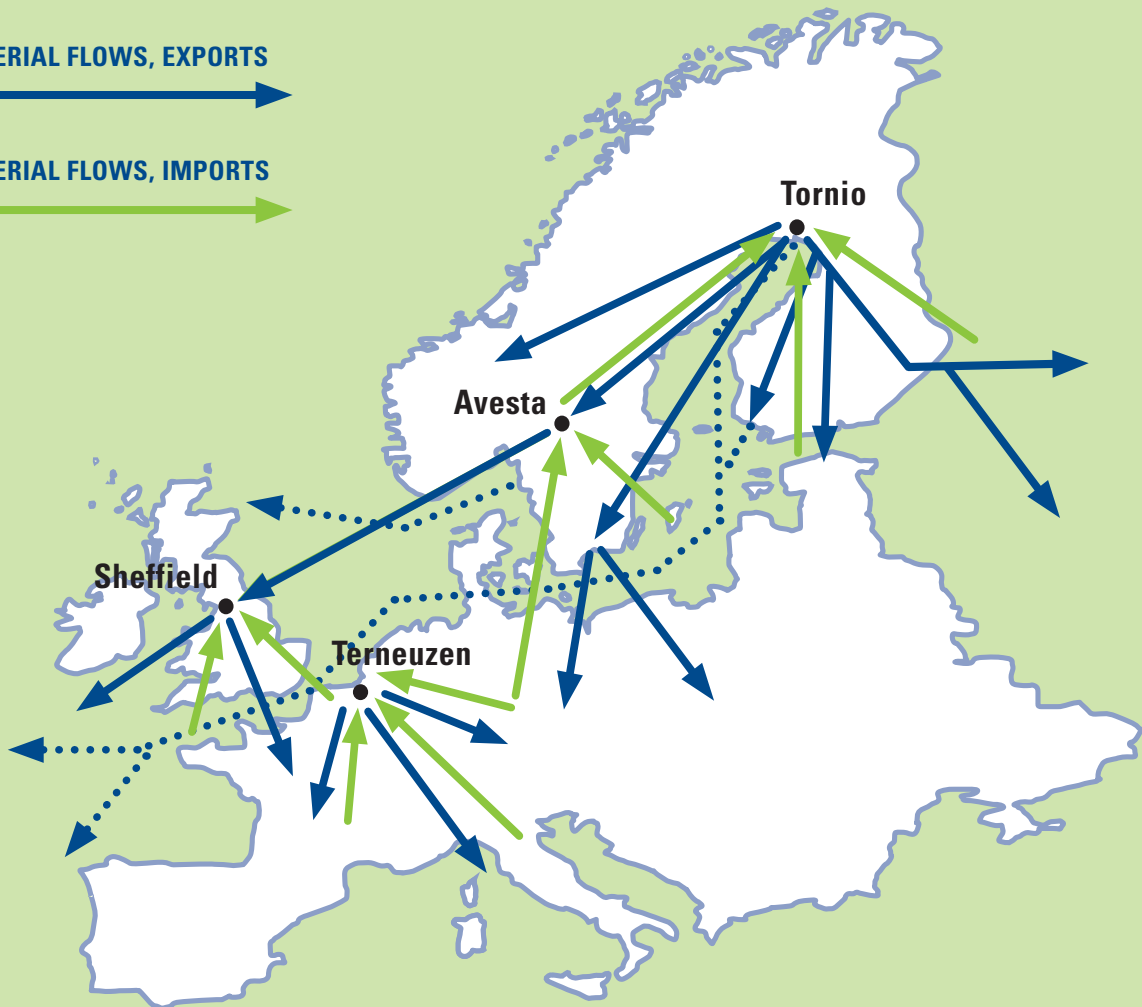 ERIAL FLOWS, EXPORTS
ERIAL FLOWS, IMPORTS
Tornio
Avesta
Sheffield
Terneuzen